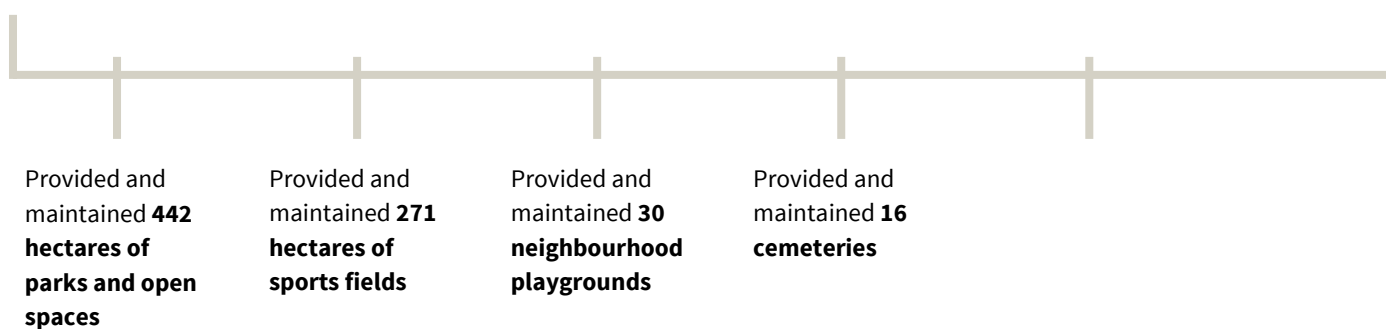 Provided and
maintained 442
hectares of
parks and open
spaces
Provided and
maintained 271
hectares of
sports fields
Provided and
maintained 30
neighbourhood
playgrounds
Provided and
maintained 16
cemeteries